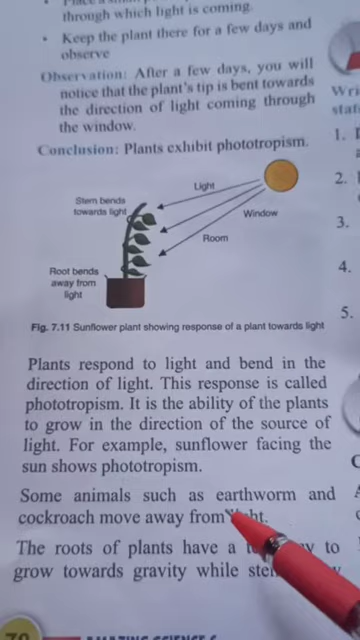 through which light is coming.
• Keep the plant there for a few days and
observe
Observation: After a few days, you will
notice that the plant's tip is bent towards
the direction of light coming through
the window.
Conclusion: Plants exhibit phototropism.
Light
Stem bends
towards light
Window
Room
Root bends
away from
light
Fig. 7.11 Sunflower plant showing response of a plant towards light
Plants respond to light and bend in the
direction of light. This response is called
phototropism. It is the ability of the plants
to grow in the direction of the source of
light. For example, sunflower facing the
sun shows phototropism.
Some animals such as earthworm and
cockroach move away from
The roots of plants have a to
grow towards gravity while
1.
2.
3.
4.
5.